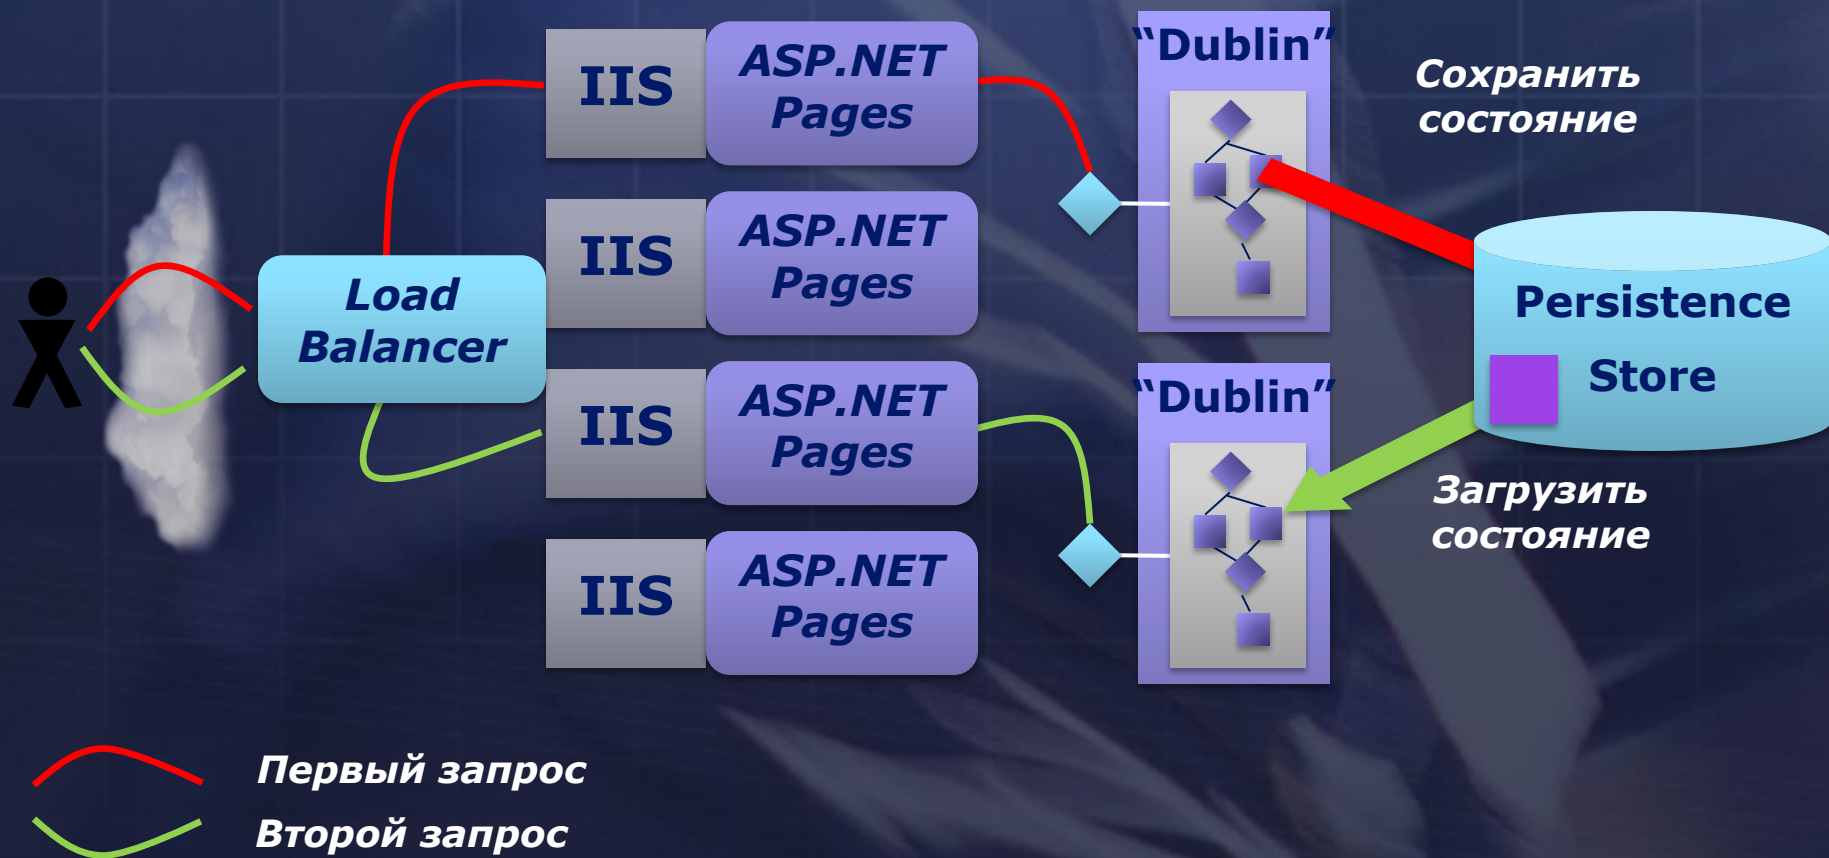 IIS
ASP.NET
Pages
“Dublin”
Сохранить
состояние
IIS
ASP.NET
Pages
Load
Balancer
Persistence
Store
IIS
ASP.NET
Pages
“Dublin”
Загрузить
состояние
IIS
ASP.NET
Pages
Первый запрос
Второй запрос